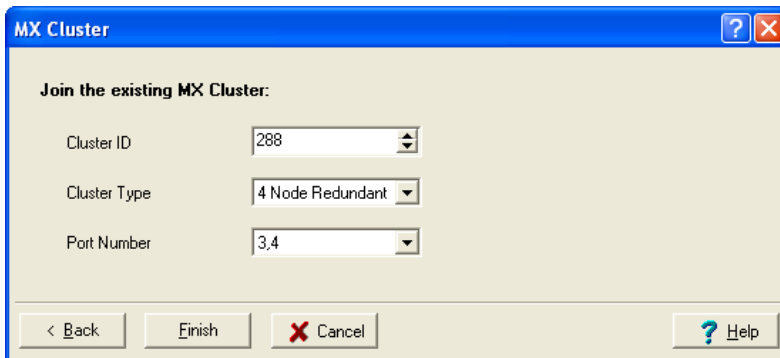 MX Cluster
?
Join the existing MX Cluster:
Cluster ID 288
Cluster Type 4 Node Redundant
Port Number 3,4
< Back Finish Cancel ? Help